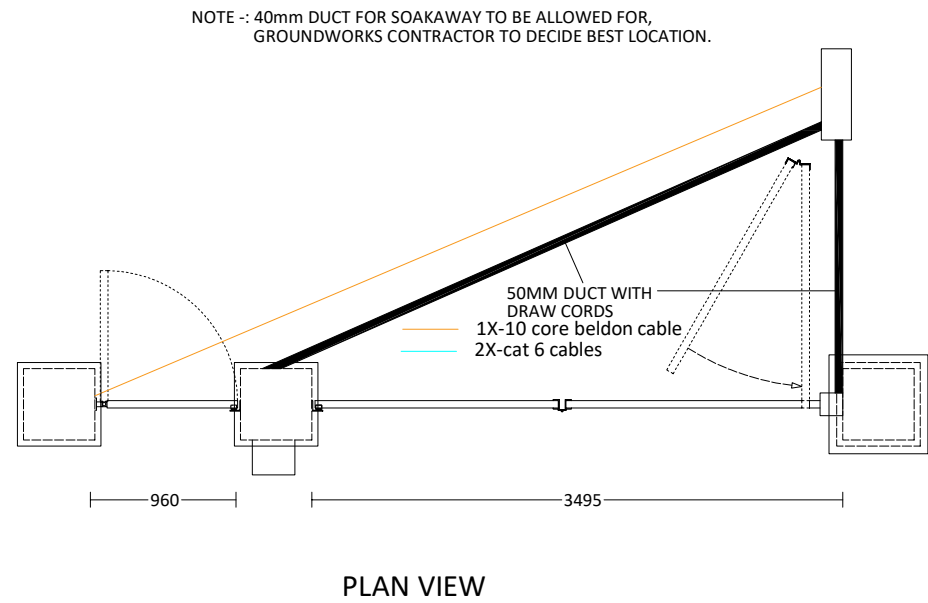 NOTE -: 40mm DUCT FOR SOAKAWAY TO BE ALLOWED FOR,
GROUNDWORKS CONTRACTOR TO DECIDE BEST LOCATION.
50MM DUCT WITH
DRAW CORDS
1X-10 core beldon cable
2X-cat 6 cables
960
3495
PLAN VIEW